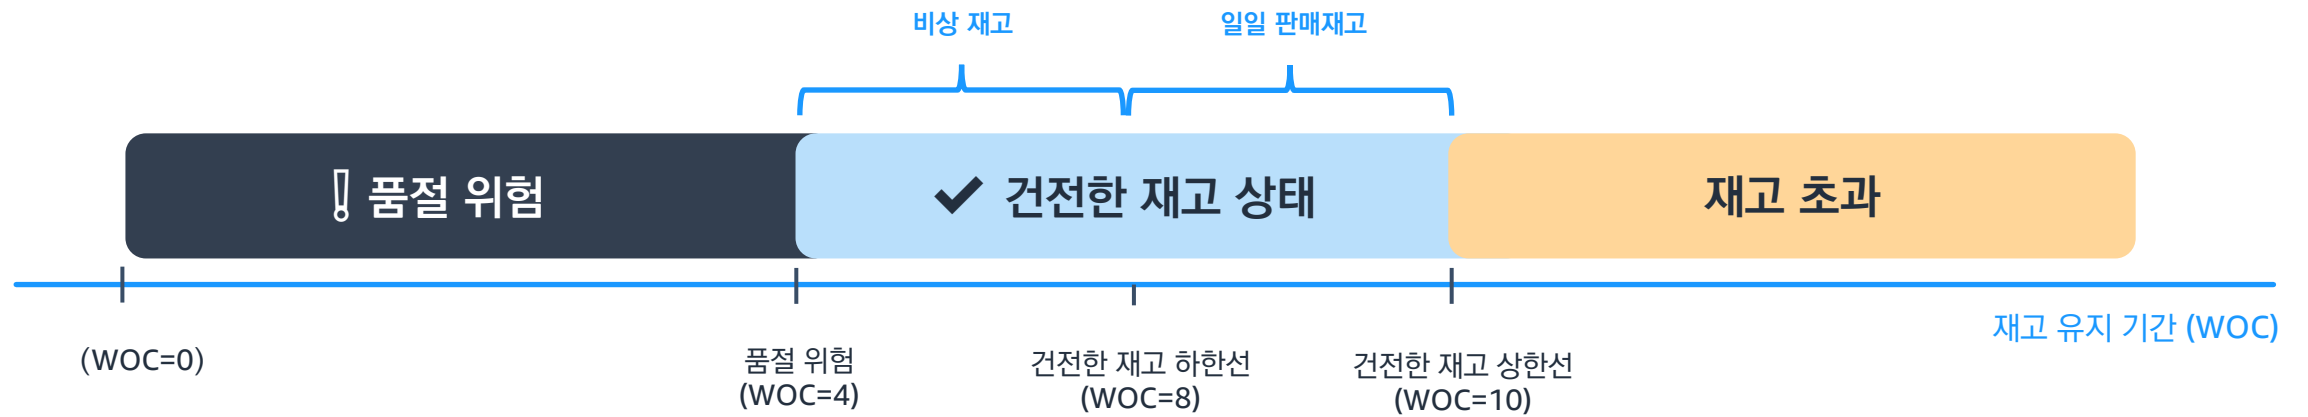 비상 재고
일일 판매재고
품절 위험
건전한 재고 상태
재고 초과
재고 유지 기간 (WOC)
(WOC=0)
품절 위험
(WOC=4)
건전한 재고 하한선
(WOC=8)
건전한 재고 상한선
(WOC=10)